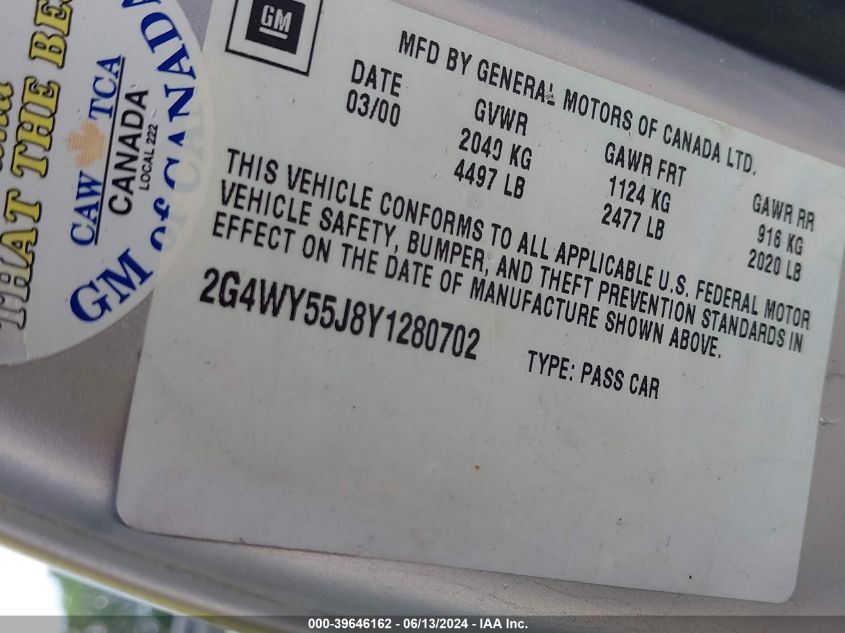 THAT THE BE
CAW TCA
CANADA
LOCAL 222
GM of CANADA
GM
MFD BY GENERAL MOTORS OF CANADA LTD.
DATE GVWR GAWR FRT GAWR RR
03/00 2040 KG 1124 KG 916 KG
4497 LB 2477 LB 2020 LB
THIS VEHICLE CONFORMS TO ALL APPLICABLE U.S. FEDERAL MOTOR
VEHICLE SAFETY, BUMPER, AND THEFT PREVENTION STANDARDS IN
EFFECT ON THE DATE OF MANUFACTURE SHOWN ABOVE.
2G4WY55J8Y1280702 TYPE: PASS CAR
000-39646162 - 06/13/2024 - IAA Inc.